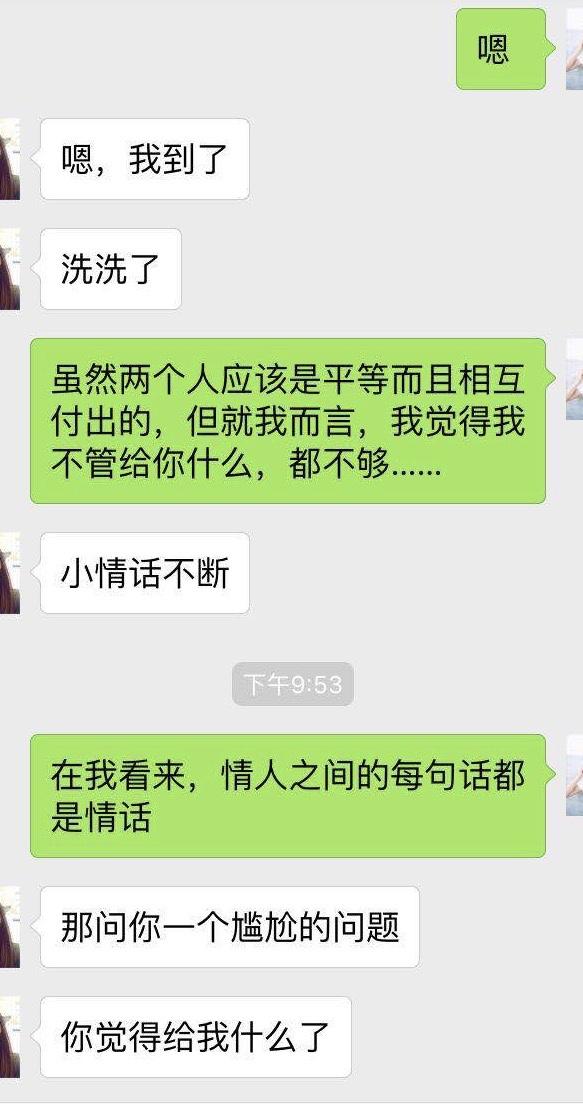 嗯
嗯，我到了
洗洗了
虽然两个人应该是平等而且相互
付出的，但就我而言，我觉得我
不管给你什么，都不够......
小情话不断
下午9:53
在我看来，情人之间的每句话都
是情话
那问你一个尴尬的问题
你觉得给我什么了